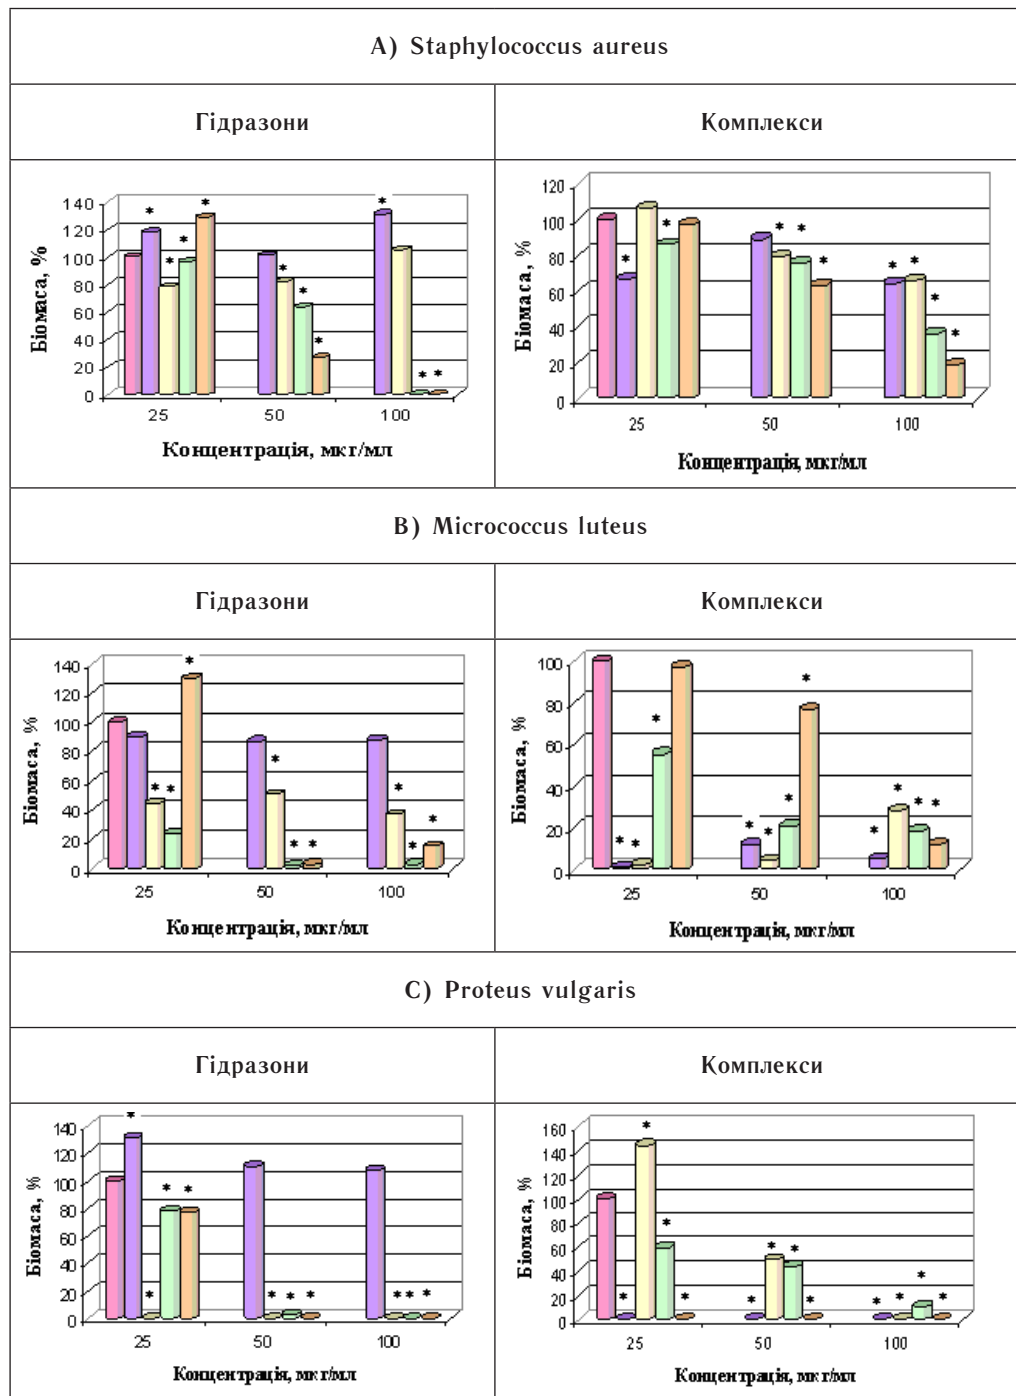 A) Staphylococcus aureus
Гідразони
Комплекси
Біомаса, %
140
120
100
80
60
40
20
0
* * * * * * * * * * *
25 50 100
Концентрація, мкг/мл
Біомаса, %
120
100
80
60
40
20
0
* * * * * * * * *
25 50 100
Концентрація, мкг/мл
B) Micrococcus luteus
Гідразони
Комплекси
Біомаса, %
140
120
100
80
60
40
20
0
* * * * * * * * *
25 50 100
Концентрація, мкг/мл
Біомаса, %
100
80
60
40
20
0
* * * * * * * * * * *
25 50 100
Концентрація, мкг/мл
C) Proteus vulgaris
Гідразони
Комплекси
Біомаса, %
140
120
100
80
60
40
20
0
* * * * * * * * * *
25 50 100
Концентрація, мкг/мл
Біомаса, %
160
140
120
100
80
60
40
20
0
* * * * * * * * * * * *
25 50 100
Концентрація, мкг/мл